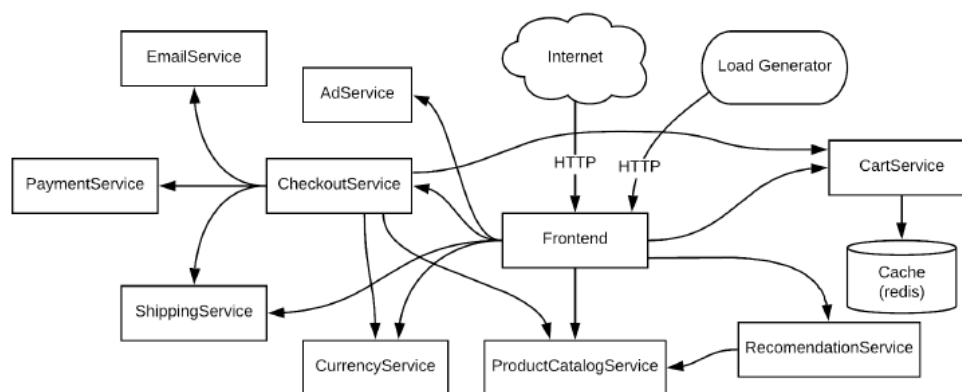 EmailService
Internet
Load Generator
AdService
HTTP
HTTP
PaymentService
CheckoutService
CartService
Frontend
Cache
(redis)
ShippingService
CurrencyService
ProductCatalogService
RecomendationService